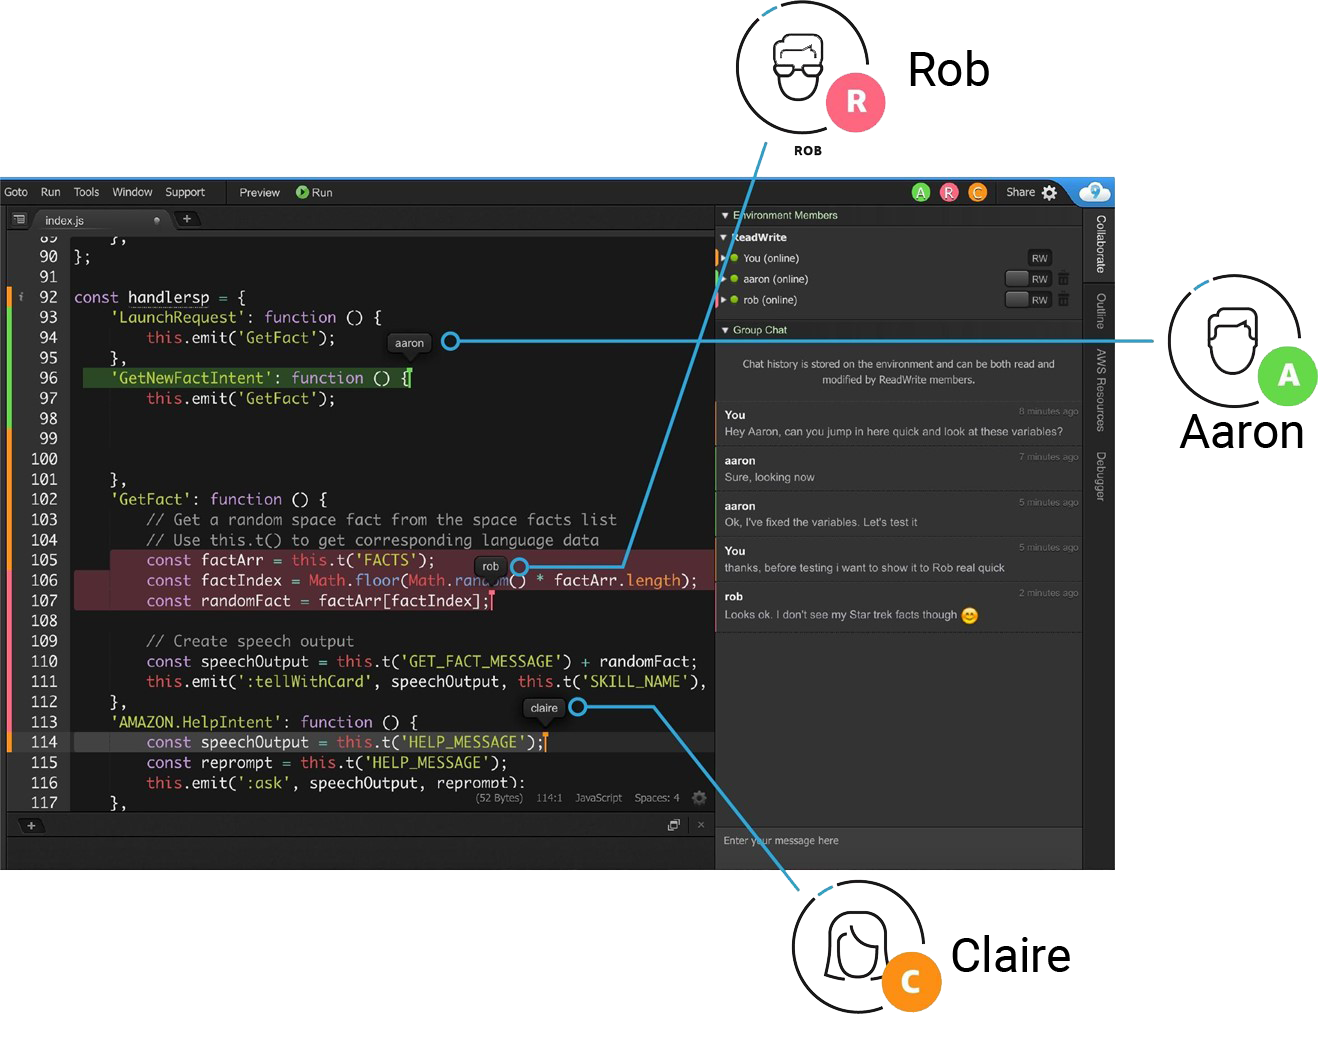 R
Rob
ROB
Goto Run Tools Window Support Preview Run
A R C Share
9
index.js
+
89 },
90 };
91
92 const handlersp = {
93 'LaunchRequest': function () {
94 this.emit('GetFact');
aaron
95 },
96 'GetNewFactIntent': function () {
97 this.emit('GetFact');
98
99
100
101 },
102 'GetFact': function () {
103 // Get a random space fact from the space facts list
104 // Use this.t() to get corresponding language data
105 const factArr = this.t('FACTS');
rob
106 const factIndex = Math.floor(Math.random() * factArr.length);
107 const randomFact = factArr[factIndex];
108
109 // Create speech output
110 const speechOutput = this.t('GET_FACT_MESSAGE') + randomFact;
111 this.emit(':tellWithCard', speechOutput, this.t('SKILL_NAME'),
112 },
claire
113 'AMAZON.HelpIntent': function () {
114 const speechOutput = this.t('HELP_MESSAGE');
115 const reprompt = this.t('HELP_MESSAGE');
116 this.emit(':ask', speechOutput, reprompt);
117 },
(52 Bytes) 114:1 JavaScript Spaces: 4
+
Environment Members
ReadWrite
You (online) RW
aaron (online) RW
rob (online) RW
Group Chat
Chat history is stored on the environment and can be both read and
modified by ReadWrite members.
You 8 minutes ago
Hey Aaron, can you jump in here quick and look at these variables?
aaron 7 minutes ago
Sure, looking now
aaron 5 minutes ago
Ok, I've fixed the variables. Let's test it
You 5 minutes ago
thanks, before testing i want to show it to Rob real quick
rob 2 minutes ago
Looks ok. I don't see my Star trek facts though 😊
Enter your message here
Collaborate
Outline
AWS Resources
Debugger
A
Aaron
C
Claire